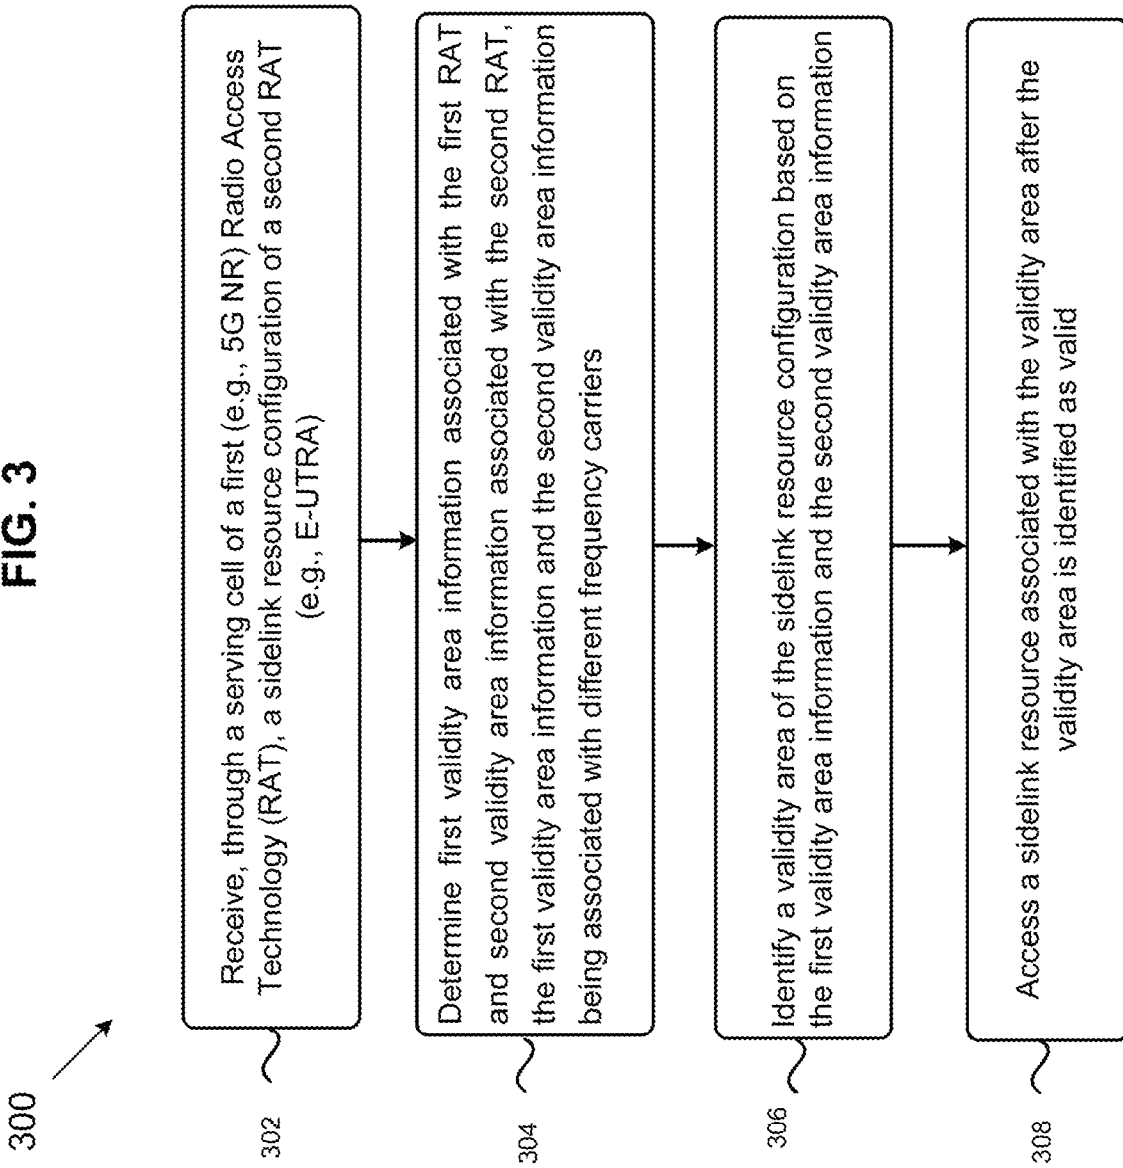 FIG. 3
300
302
Receive, through a serving cell of a first (e.g., 5G NR) Radio Access
Technology (RAT), a sidelink resource configuration of a second RAT
(e.g., E-UTRA)
304
Determine first validity area information associated with the first RAT
and second validity area information associated with the second RAT,
the first validity area information and the second validity area information
being associated with different frequency carriers
306
Identify a validity area of the sidelink resource configuration based on
the first validity area information and the second validity area information
308
Access a sidelink resource associated with the validity area after the
validity area is identified as valid